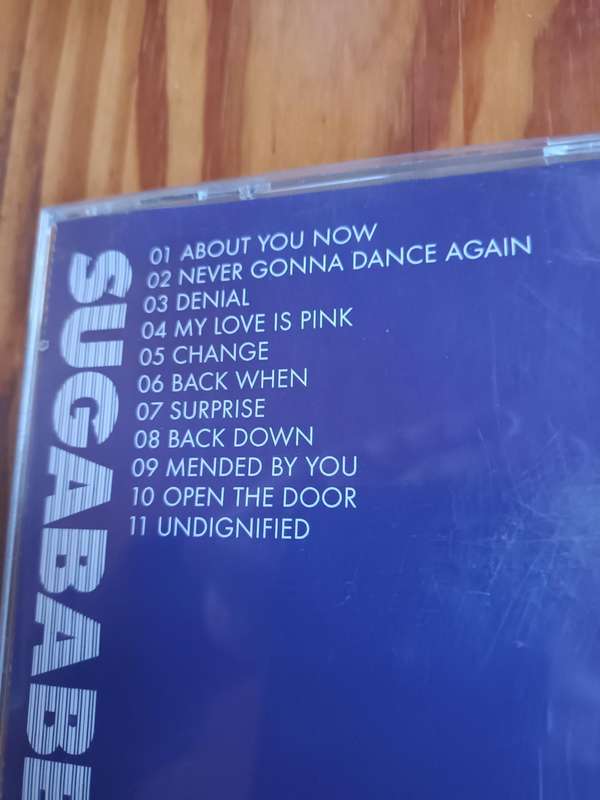 SUGABABE
01 ABOUT YOU NOW
02 NEVER GONNA DANCE AGAIN
03 DENIAL
04 MY LOVE IS PINK
05 CHANGE
06 BACK WHEN
07 SURPRISE
08 BACK DOWN
09 MENDED BY YOU
10 OPEN THE DOOR
11 UNDIGNIFIED